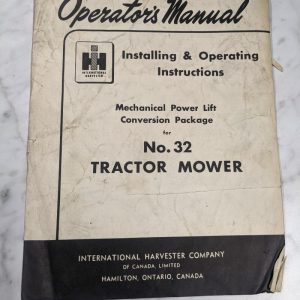 Operator's Manual
IH
INTERNATIONAL
HARVESTER
Installing & Operating
Instructions
Mechanical Power Lift
Conversion Package
for
No. 32
TRACTOR MOWER
INTERNATIONAL HARVESTER COMPANY
OF CANADA, LIMITED
HAMILTON, ONTARIO, CANADA